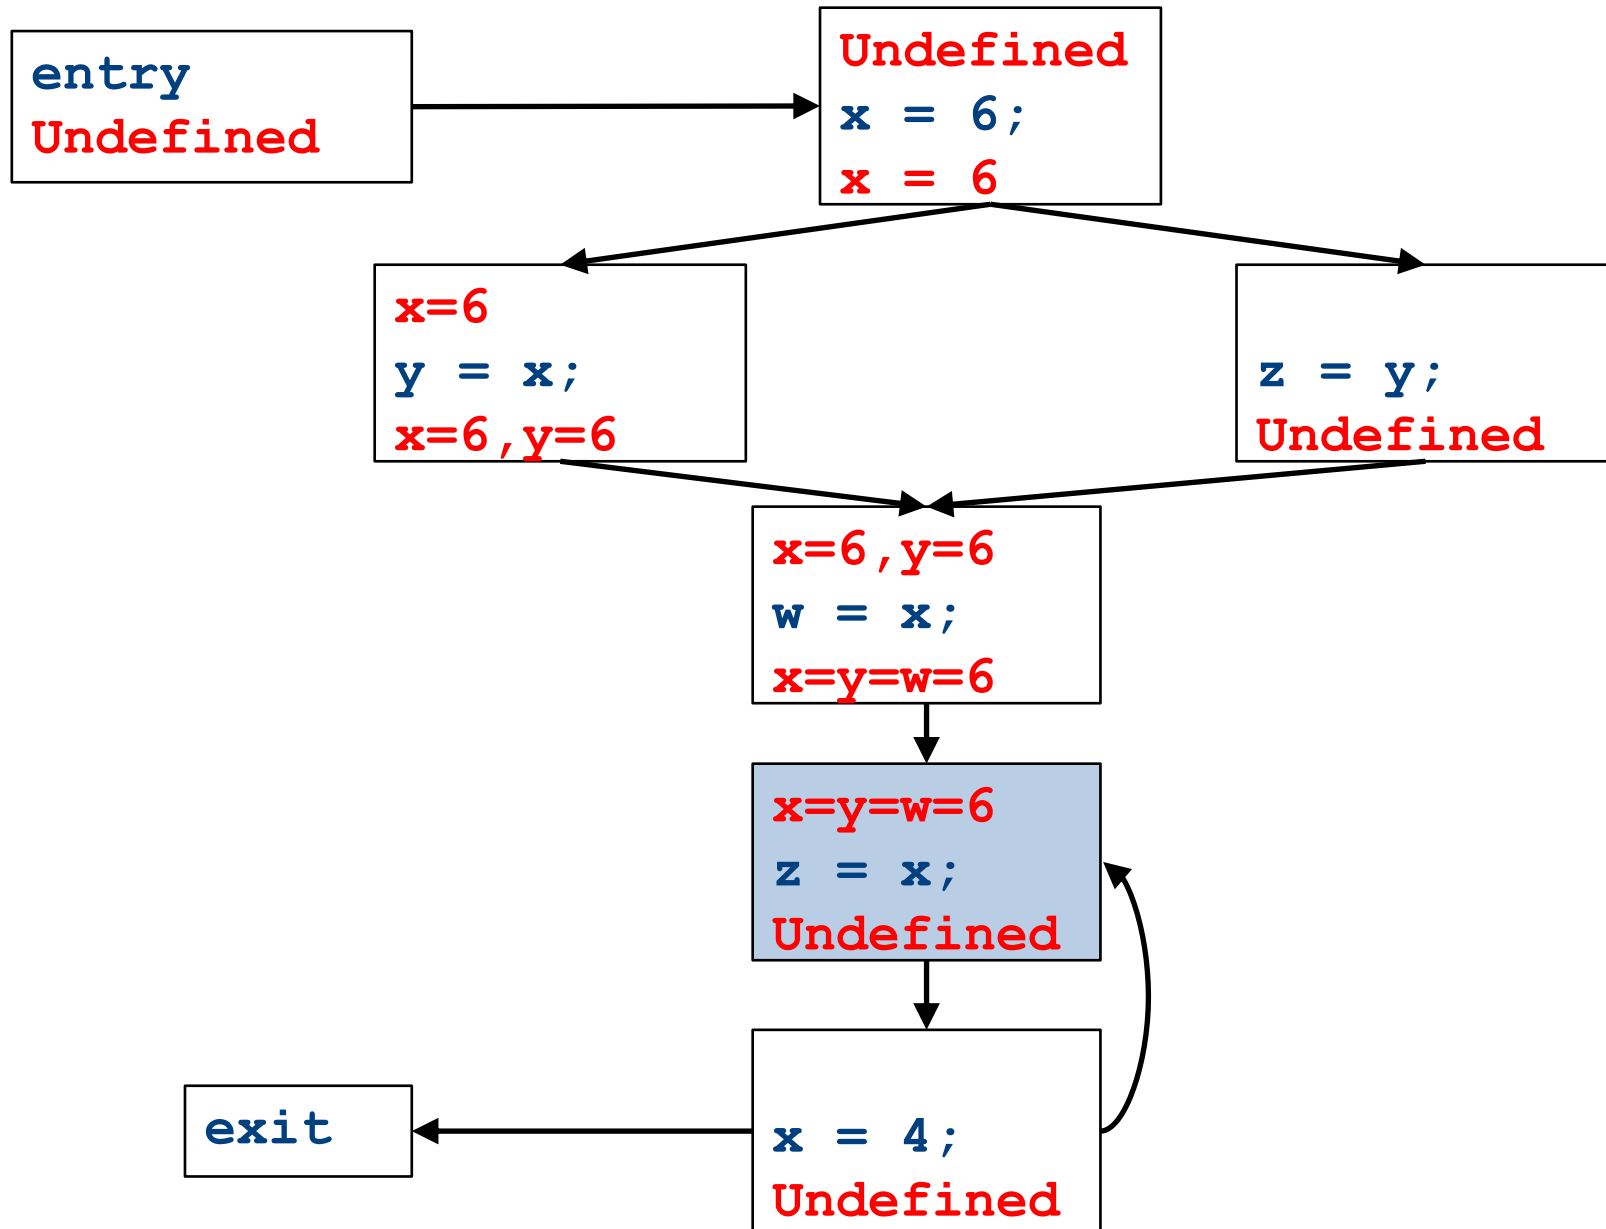 entry
Undefined
Undefined
x = 6;
x = 6
x=6
y = x;
x=6,y=6
z = y;
Undefined
x=6,y=6
w = x;
x=y=w=6
x=y=w=6
z = x;
Undefined
exit
x = 4;
Undefined